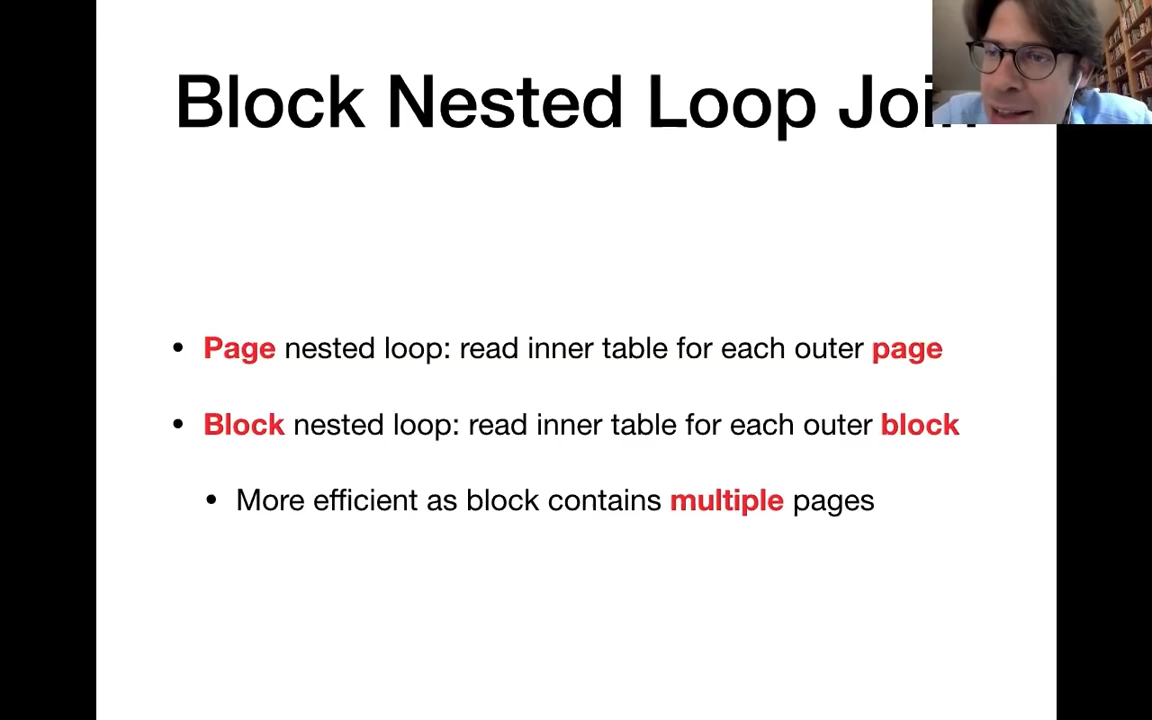 Block Nested Loop Join
• Page nested loop: read inner table for each outer page
• Block nested loop: read inner table for each outer block
• More efficient as block contains multiple pages